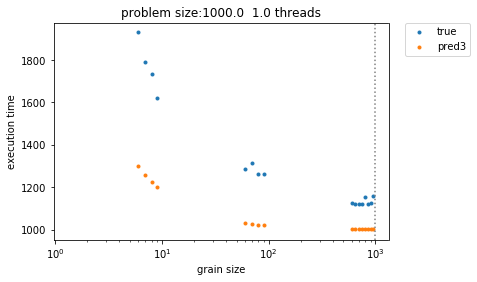 problem size:1000.0  1.0 threads
true
pred3
execution time
1800
1600
1400
1200
1000
10⁰
10¹
10²
10³
grain size